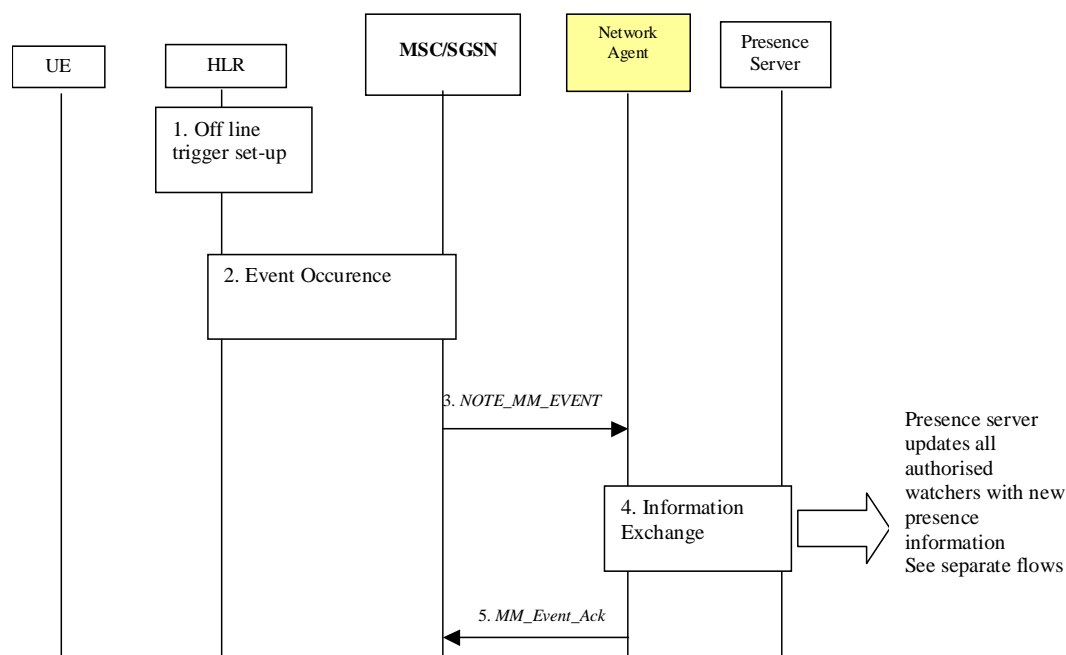 UE
HLR
MSC/SGSN
Network
Agent
Presence
Server
1. Off line
trigger set-up
2. Event Occurence
3. NOTE_MM_EVENT
4. Information
Exchange
Presence server
updates all
authorised
watchers with new
presence
information
See separate flows
5. MM_Event_Ack